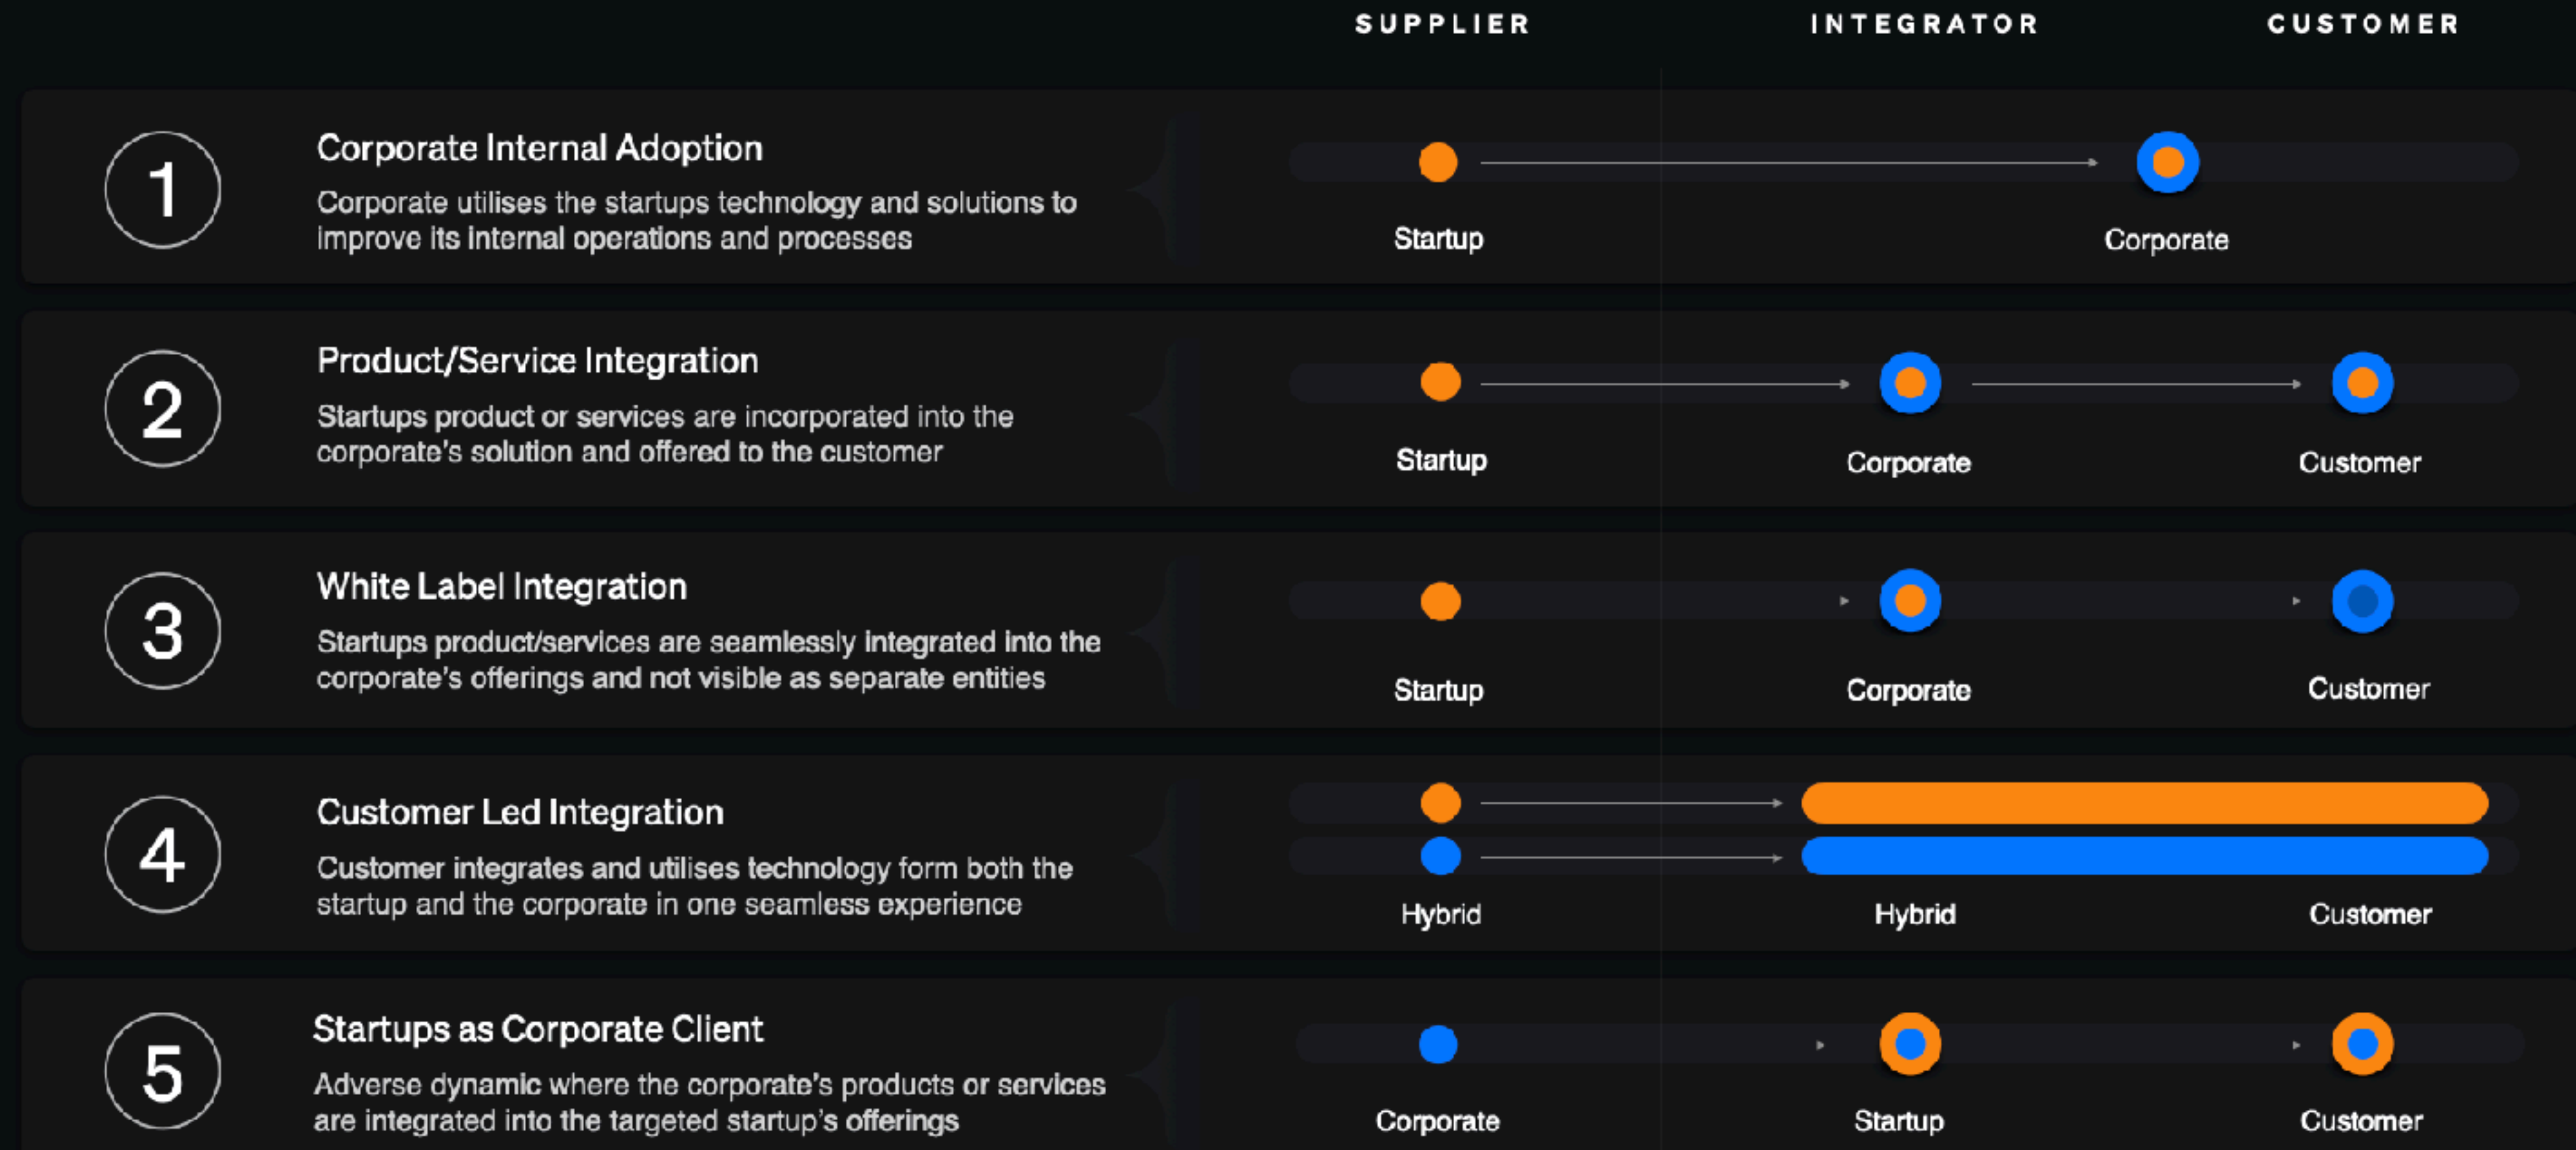 SUPPLIER INTEGRATOR CUSTOMER
1
Corporate Internal Adoption
Corporate utilises the startups technology and solutions to
improve its internal operations and processes
Startup Corporate
2
Product/Service Integration
Startups product or services are incorporated into the
corporate's solution and offered to the customer
Startup Corporate Customer
3
White Label Integration
Startups product/services are seamlessly integrated into the
corporate's offerings and not visible as separate entities
Startup Corporate Customer
4
Customer Led Integration
Customer integrates and utilises technology form both the
startup and the corporate in one seamless experience
Hybrid Hybrid Customer
5
Startups as Corporate Client
Adverse dynamic where the corporate's products or services
are integrated into the targeted startup's offerings
Corporate Startup Customer